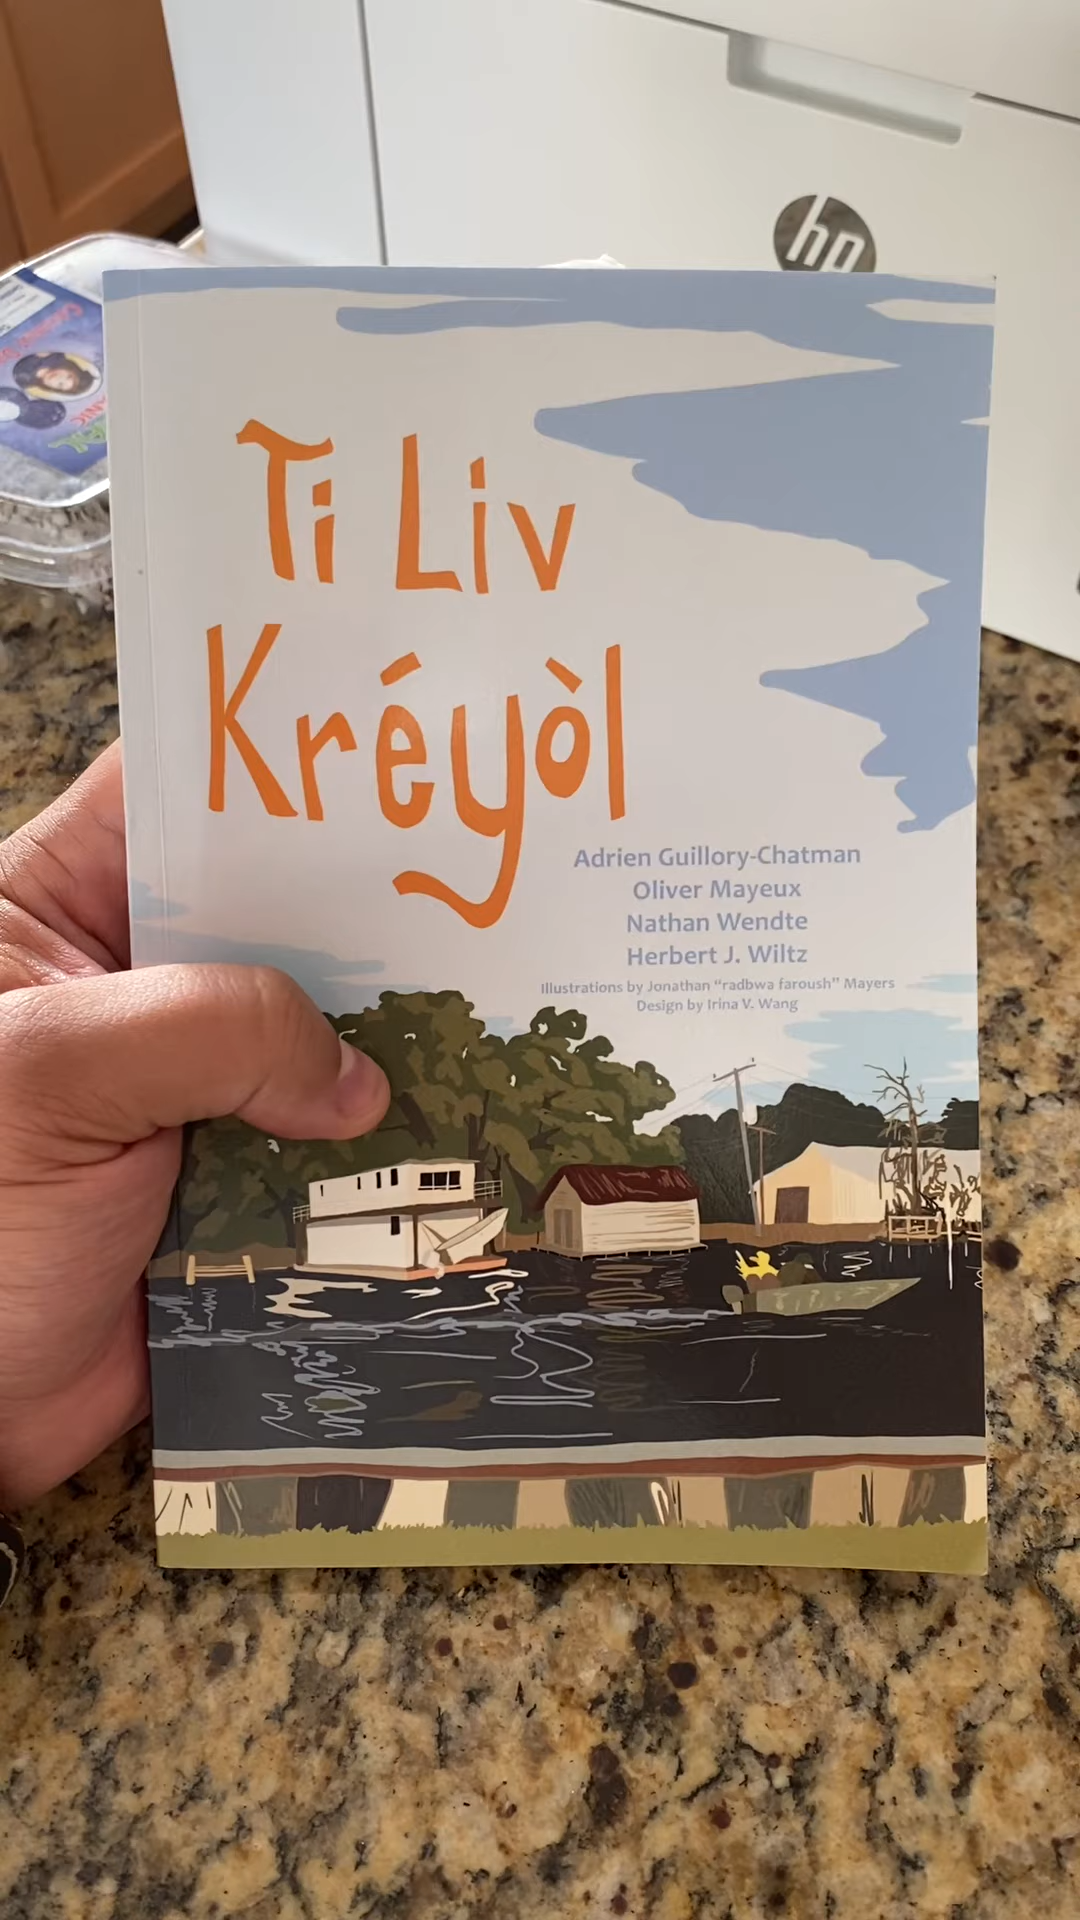 hp
Ti Liv
Kréyòl
Adrien Guillory-Chatman
Oliver Mayeux
Nathan Wendte
Herbert J. Wiltz
Illustrations by Jonathan “radbwa faroush” Mayers
Design by Irina V. Wang